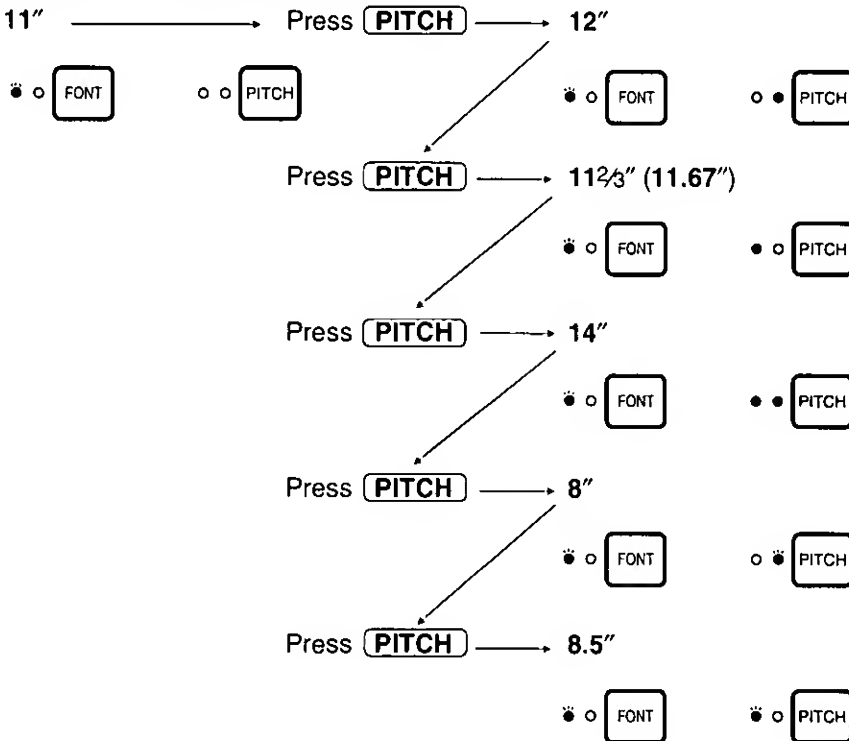 11″ Press PITCH 12″
FONT PITCH FONT PITCH
Press PITCH 11⅔″ (11.67″)
FONT PITCH
Press PITCH 14″
FONT PITCH
Press PITCH 8″
FONT PITCH
Press PITCH 8.5″
FONT PITCH